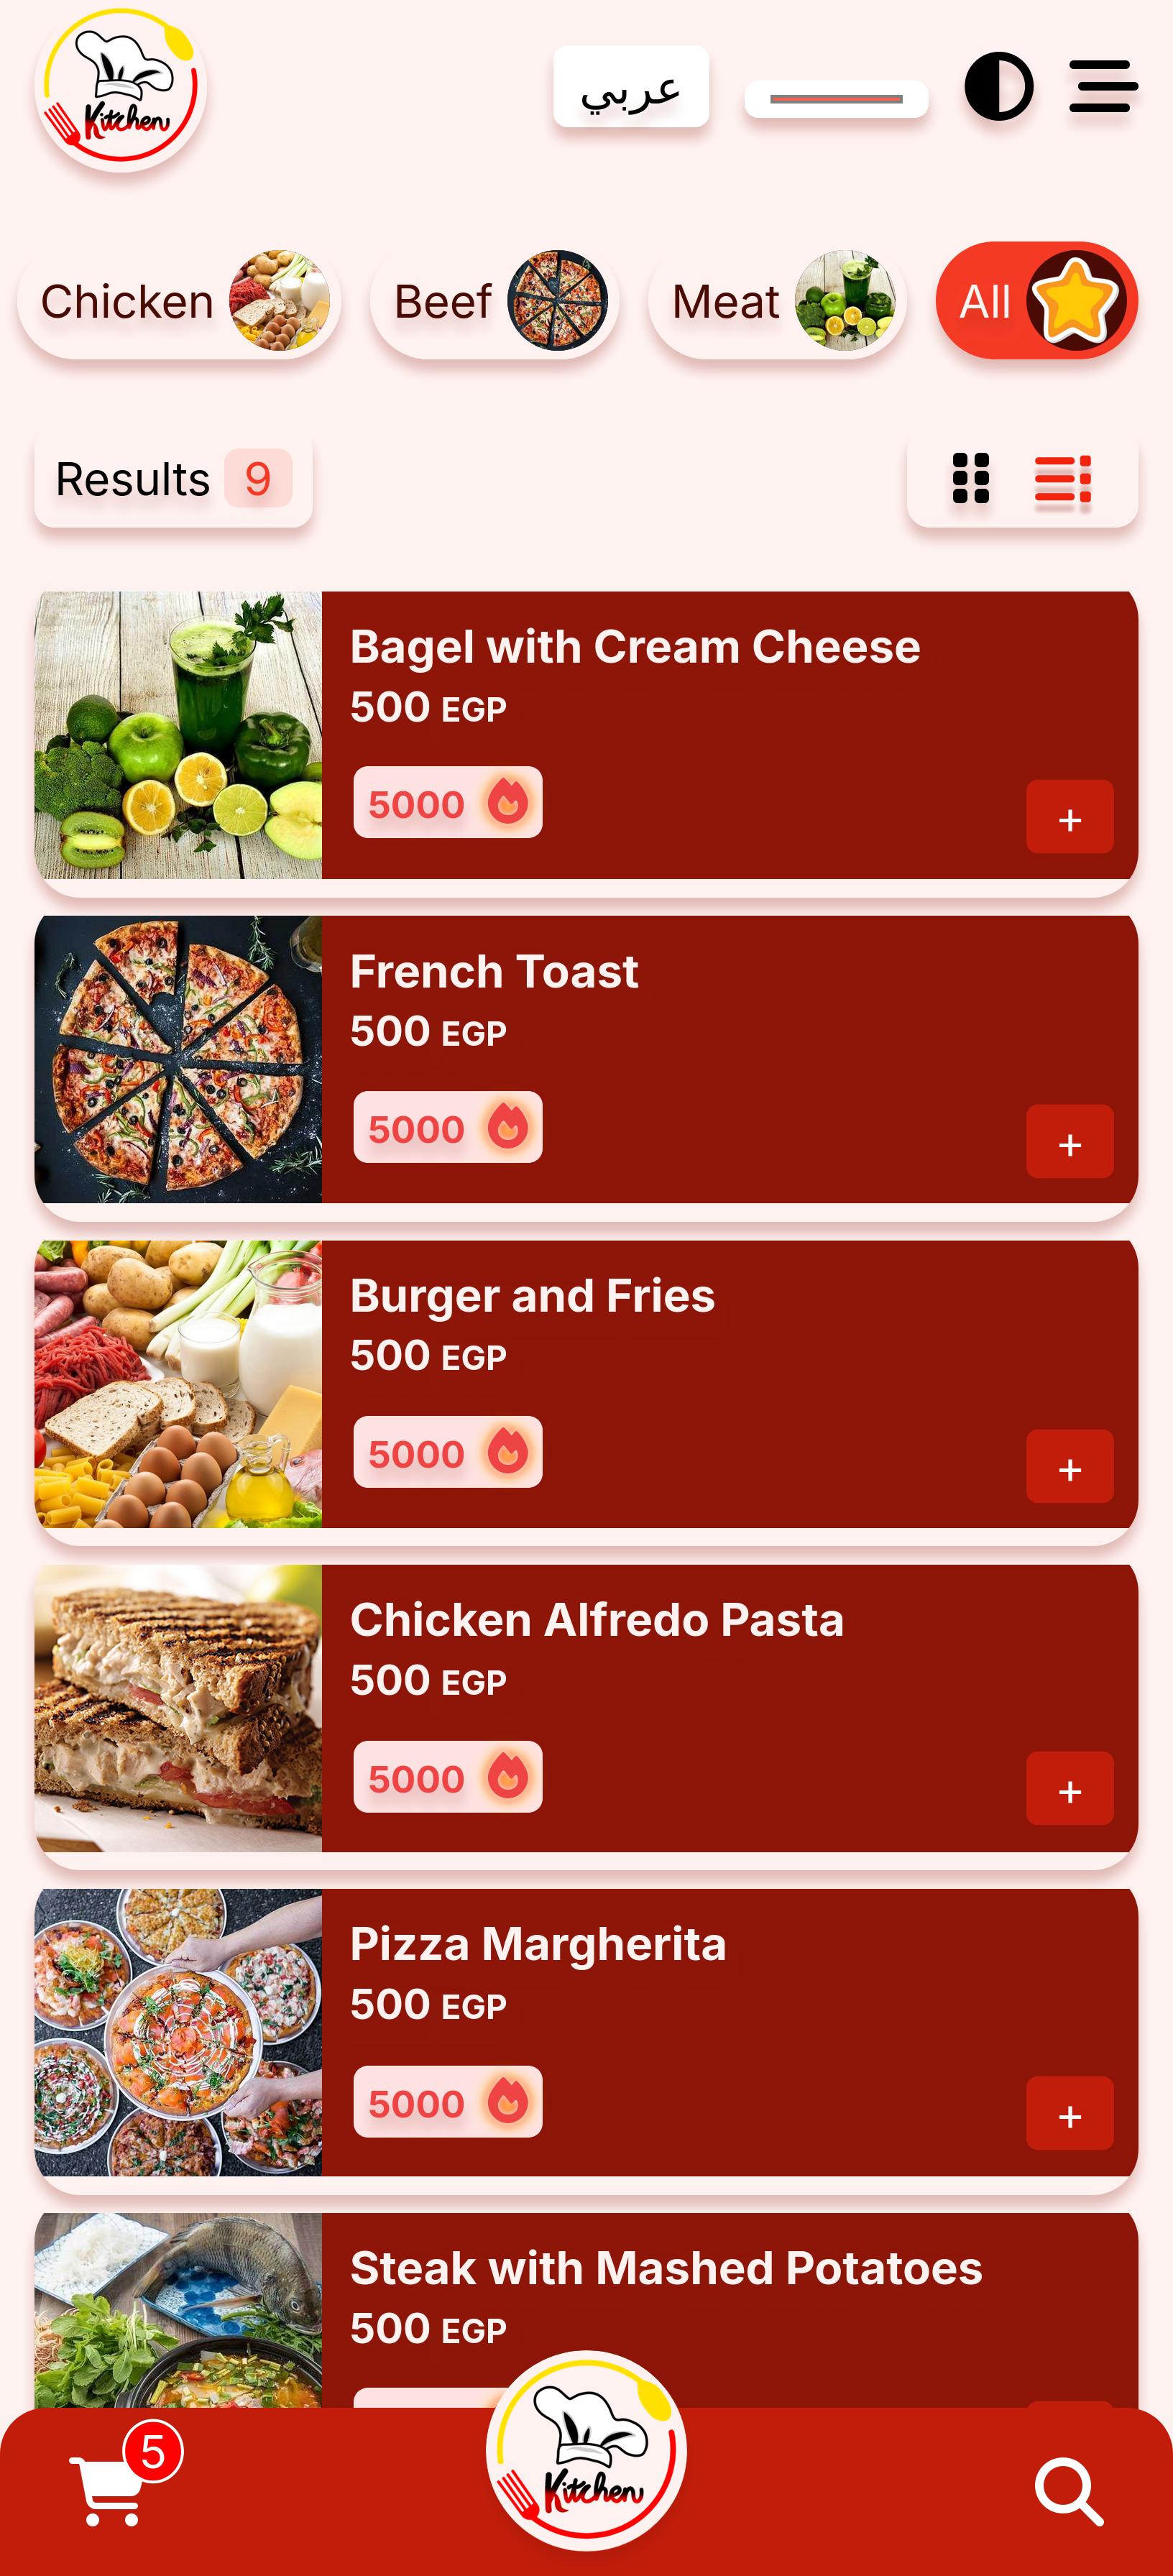 Kitchen
عربي
Chicken
Beef
Meat
All
Results 9
Bagel with Cream Cheese
500 EGP
5000
+
French Toast
500 EGP
5000
+
Burger and Fries
500 EGP
5000
+
Chicken Alfredo Pasta
500 EGP
5000
+
Pizza Margherita
500 EGP
5000
+
Steak with Mashed Potatoes
500 EGP
5
Kitchen